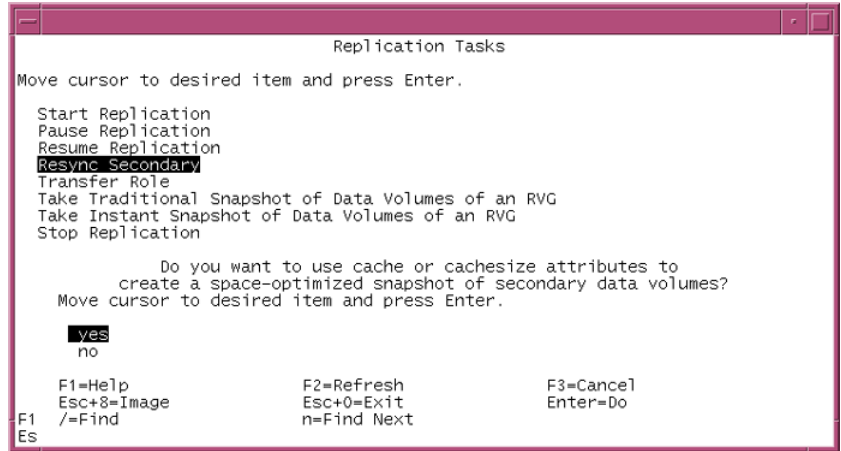 Replication Tasks
Move cursor to desired item and press Enter.
Start Replication
Pause Replication
Resume Replication
Resync Secondary
Transfer Role
Take Traditional Snapshot of Data Volumes of an RVG
Take Instant Snapshot of Data Volumes of an RVG
Stop Replication
Do you want to use cache or cachesize attributes to
create a space-optimized snapshot of secondary data volumes?
Move cursor to desired item and press Enter.
yes
no
F1=Help F2=Refresh F3=Cancel
Esc+8=Image Esc+0=Exit Enter=Do
F1 /=Find n=Find Next
Es